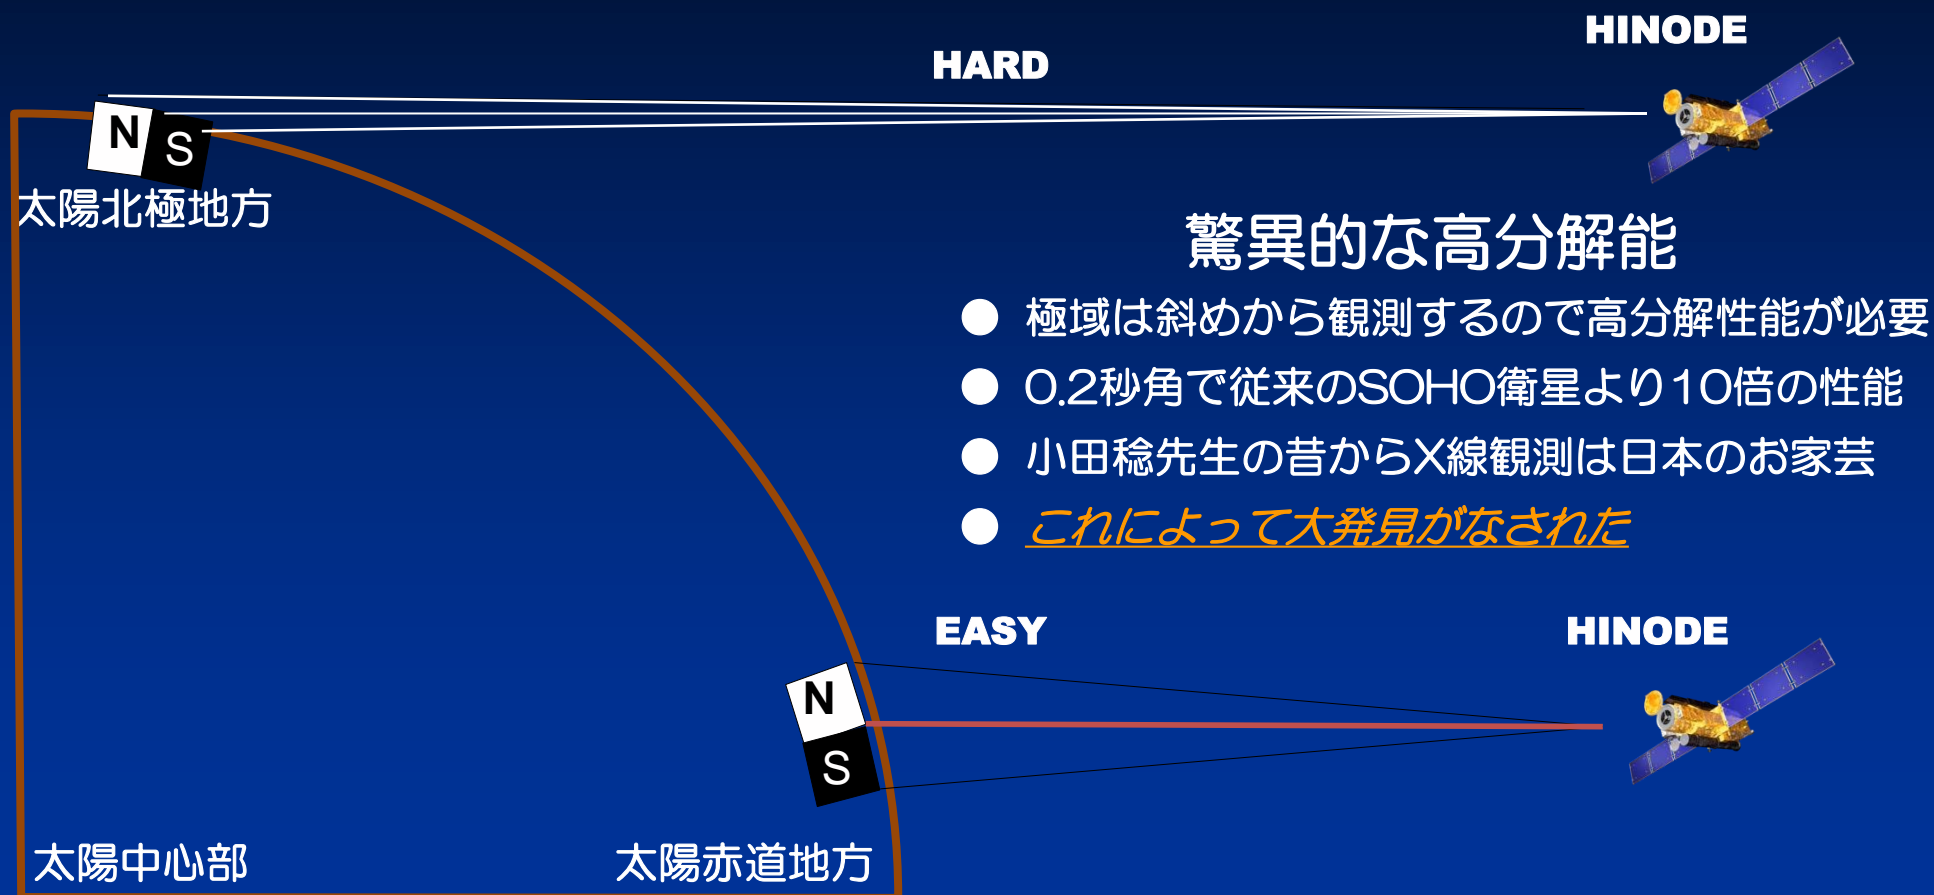 HINODE
HARD
N S
太陽北極地方
驚異的な高分解能
● 極域は斜めから観測するので高分解性能が必要
● 0.2秒角で従来のSOHO衛星より10倍の性能
● 小田稔先生の昔からX線観測は日本のお家芸
● これによって大発見がなされた
EASY
HINODE
N
S
太陽中心部
太陽赤道地方